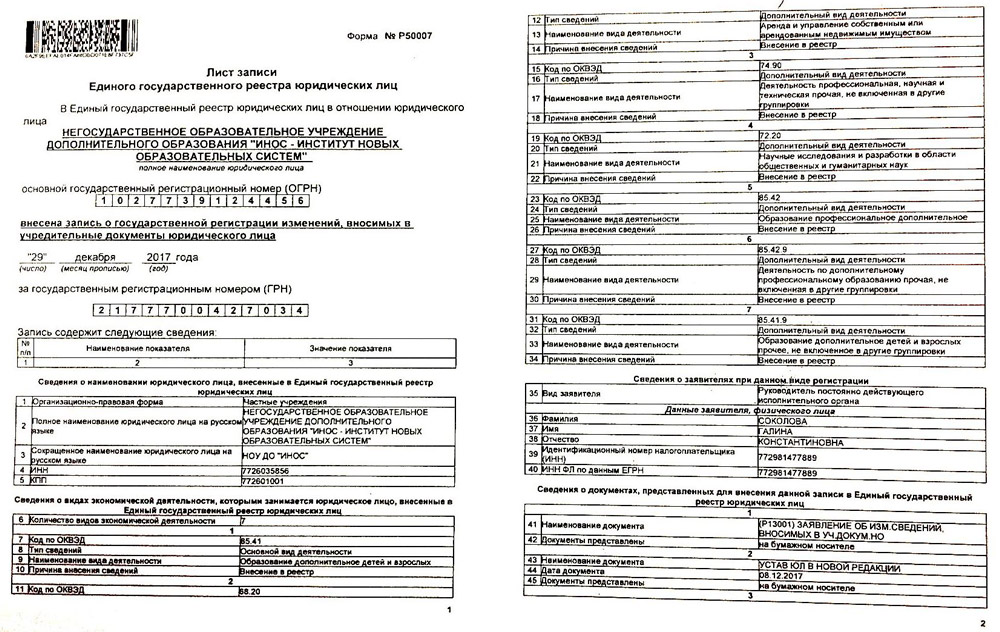 Форма № Р50007
Лист записи
Единого государственного реестра юридических лиц
В Единый государственный реестр юридических лиц в отношении юридического
лица
НЕГОСУДАРСТВЕННОЕ ОБРАЗОВАТЕЛЬНОЕ УЧРЕЖДЕНИЕ
ДОПОЛНИТЕЛЬНОГО ОБРАЗОВАНИЯ "ИНОС - ИНСТИТУТ НОВЫХ
ОБРАЗОВАТЕЛЬНЫХ СИСТЕМ"
полное наименование юридического лица
основной государственный регистрационный номер (ОГРН)
1 0 2 7 7 3 9 1 2 4 4 5 6
внесена запись о государственной регистрации изменений, вносимых в
учредительные документы юридического лица
"29" декабря 2017 года
(число) (месяц прописью) (год)
за государственным регистрационным номером (ГРН)
2 1 7 7 7 0 0 4 2 7 0 3 4
Запись содержит следующие сведения:
№ п/п Наименование показателя Значение показателя
1 2 3
Сведения о наименовании юридического лица, внесенные в Единый государственный реестр
юридических лиц
1 Организационно-правовая форма Частные учреждения
2 Полное наименование юридического лица на русском языке НЕГОСУДАРСТВЕННОЕ ОБРАЗОВАТЕЛЬНОЕ
УЧРЕЖДЕНИЕ ДОПОЛНИТЕЛЬНОГО
ОБРАЗОВАНИЯ "ИНОС - ИНСТИТУТ НОВЫХ
ОБРАЗОВАТЕЛЬНЫХ СИСТЕМ"
3 Сокращенное наименование юридического лица на русском языке НОУ ДО "ИНОС"
4 ИНН 7726035856
5 КПП 772601001
Сведения о видах экономической деятельности, которыми занимается юридическое лицо, внесенные в
Единый государственный реестр юридических лиц
6 Количество видов экономической деятельности 7
1
7 Код по ОКВЭД 85.41
8 Тип сведений Основной вид деятельности
9 Наименование вида деятельности Образование дополнительное детей и взрослых
10 Причина внесения сведений Внесение в реестр
2
11 Код по ОКВЭД 68.20
1
12 Тип сведений Дополнительный вид деятельности
13 Наименование вида деятельности Аренда и управление собственным или
арендованным недвижимым имуществом
14 Причина внесения сведений Внесение в реестр
3
15 Код по ОКВЭД 74.90
16 Тип сведений Дополнительный вид деятельности
17 Наименование вида деятельности Деятельность профессиональная, научная и
техническая прочая, не включенная в другие
группировки
18 Причина внесения сведений Внесение в реестр
4
19 Код по ОКВЭД 72.20
20 Тип сведений Дополнительный вид деятельности
21 Наименование вида деятельности Научные исследования и разработки в области
общественных и гуманитарных наук
22 Причина внесения сведений Внесение в реестр
5
23 Код по ОКВЭД 85.42
24 Тип сведений Дополнительный вид деятельности
25 Наименование вида деятельности Образование профессиональное дополнительное
26 Причина внесения сведений Внесение в реестр
6
27 Код по ОКВЭД 85.42.9
28 Тип сведений Дополнительный вид деятельности
29 Наименование вида деятельности Деятельность по дополнительному
профессиональному образованию прочая, не
включенная в другие группировки
30 Причина внесения сведений Внесение в реестр
7
31 Код по ОКВЭД 85.41.9
32 Тип сведений Дополнительный вид деятельности
33 Наименование вида деятельности Образование дополнительное детей и взрослых
прочее, не включенное в другие группировки
34 Причина внесения сведений Внесение в реестр
Сведения о заявителях при данном виде регистрации
35 Вид заявителя Руководитель постоянно действующего
исполнительного органа
Данные заявителя, физического лица
36 Фамилия СОКОЛОВА
37 Имя ГАЛИНА
38 Отчество КОНСТАНТИНОВНА
39 Идентификационный номер налогоплательщика (ИНН) 772981477889
40 ИНН ФЛ по данным ЕГРН 772981477889
Сведения о документах, представленных для внесения данной записи в Единый государственный
реестр юридических лиц
1
41 Наименование документа (Р13001) ЗАЯВЛЕНИЕ ОБ ИЗМ.СВЕДЕНИЙ,
ВНОСИМЫХ В УЧ.ДОКУМ.НО
42 Документы представлены на бумажном носителе
2
43 Наименование документа УСТАВ ЮЛ В НОВОЙ РЕДАКЦИИ
44 Дата документа 08.12.2017
45 Документы представлены на бумажном носителе
3
2